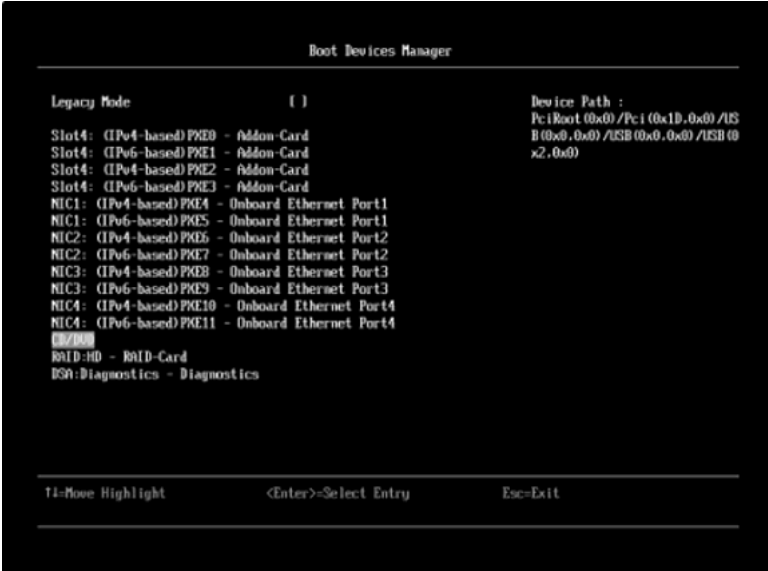 Boot Devices Manager
Legacy Mode [ ]
Device Path :
PciRoot(0x0)/Pci(0x1D,0x0)/US
B(0x0,0x0)/USB(0x0,0x0)/USB(0
x2,0x0)
Slot4: (IPv4-based)PXE0 - Addon-Card
Slot4: (IPv6-based)PXE1 - Addon-Card
Slot4: (IPv4-based)PXE2 - Addon-Card
Slot4: (IPv6-based)PXE3 - Addon-Card
NIC1: (IPv4-based)PXE4 - Onboard Ethernet Port1
NIC1: (IPv6-based)PXE5 - Onboard Ethernet Port1
NIC2: (IPv4-based)PXE6 - Onboard Ethernet Port2
NIC2: (IPv6-based)PXE7 - Onboard Ethernet Port2
NIC3: (IPv4-based)PXE8 - Onboard Ethernet Port3
NIC3: (IPv6-based)PXE9 - Onboard Ethernet Port3
NIC4: (IPv4-based)PXE10 - Onboard Ethernet Port4
NIC4: (IPv6-based)PXE11 - Onboard Ethernet Port4
CD/DVD
RAID:HD - RAID-Card
DSA:Diagnostics - Diagnostics
↑↓=Move Highlight <Enter>=Select Entry Esc=Exit